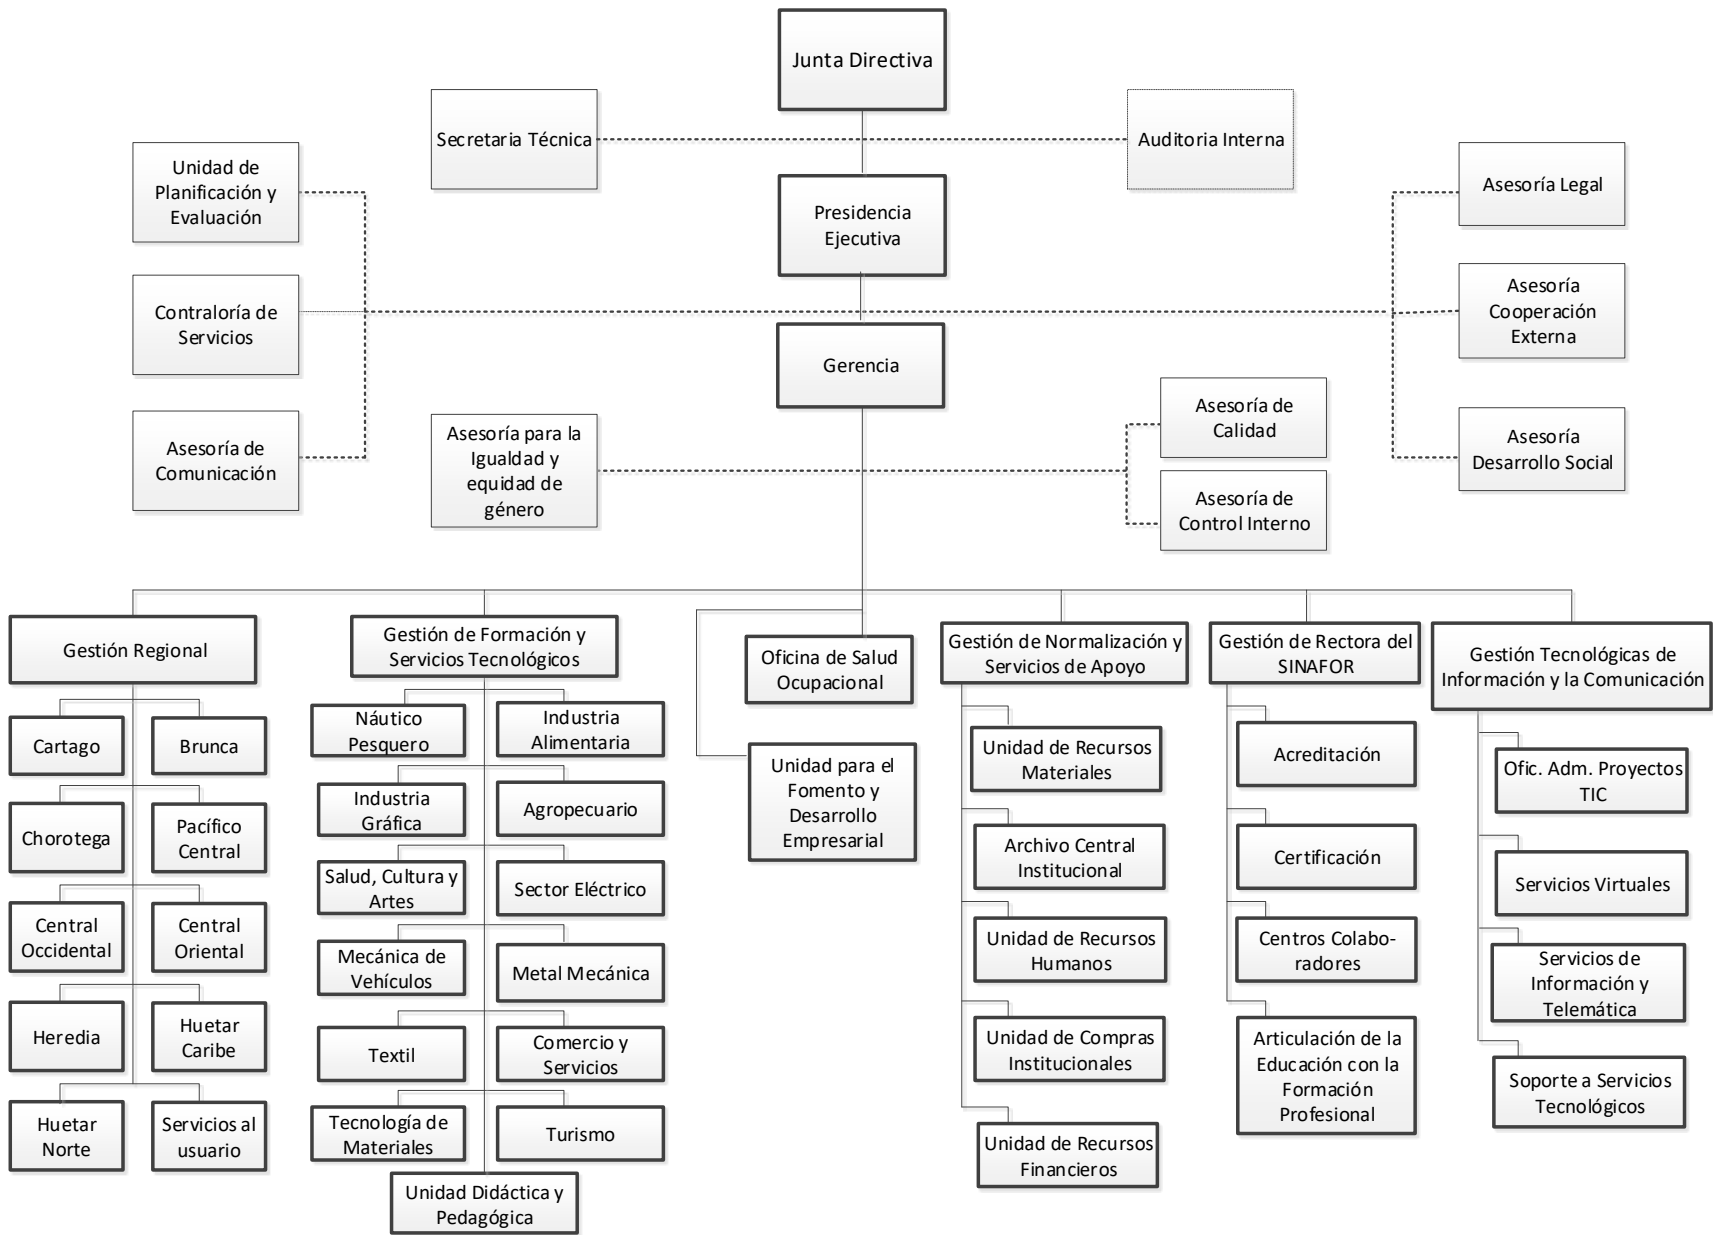 Junta Directiva
Secretaria Técnica
Auditoria Interna
Unidad de
Planificación y
Evaluación
Presidencia
Ejecutiva
Asesoría Legal
Contraloría de
Servicios
Asesoría
Cooperación
Externa
Gerencia
Asesoría de
Comunicación
Asesoría para la
Igualdad y
equidad de
género
Asesoría de
Calidad
Asesoría de
Control Interno
Asesoría
Desarrollo Social
Gestión Regional
Cartago
Brunca
Chorotega
Pacífico
Central
Central
Occidental
Central
Oriental
Heredia
Huetar
Caribe
Huetar
Norte
Servicios al
usuario
Gestión de Formación y
Servicios Tecnológicos
Náutico
Pesquero
Industria
Alimentaria
Industria
Gráfica
Agropecuario
Salud, Cultura y
Artes
Sector Eléctrico
Mecánica de
Vehículos
Metal Mecánica
Textil
Comercio y
Servicios
Tecnología de
Materiales
Turismo
Unidad Didáctica y
Pedagógica
Oficina de Salud
Ocupacional
Unidad para el
Fomento y
Desarrollo
Empresarial
Gestión de Normalización y
Servicios de Apoyo
Unidad de Recursos
Materiales
Archivo Central
Institucional
Unidad de Recursos
Humanos
Unidad de Compras
Institucionales
Unidad de Recursos
Financieros
Gestión de Rectora del
SINAFOR
Acreditación
Certificación
Centros Colabo-
radores
Articulación de la
Educación con la
Formación
Profesional
Gestión Tecnológicas de
Información y la Comunicación
Ofic. Adm. Proyectos
TIC
Servicios Virtuales
Servicios de
Información y
Telemática
Soporte a Servicios
Tecnológicos